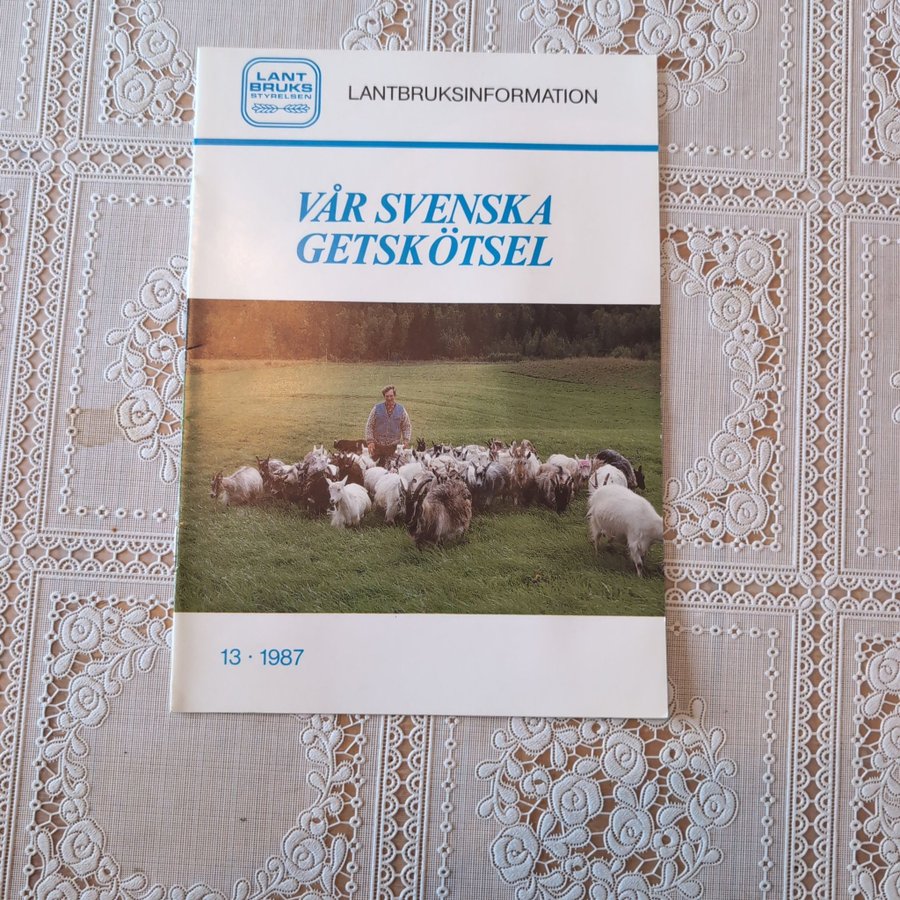 LANT
BRUKS
STYRELSEN
LANTBRUKSINFORMATION
VÅR SVENSKA
GETSKÖTSEL
13 · 1987